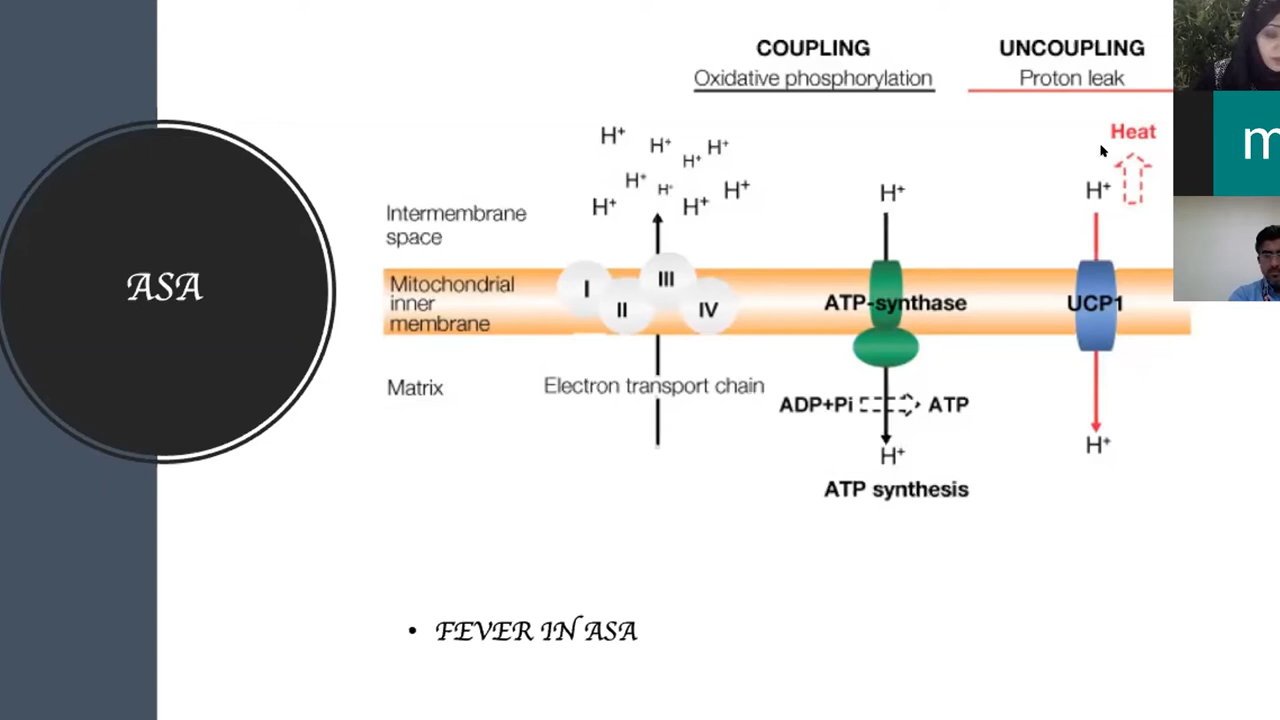 COUPLING
Oxidative phosphorylation
UNCOUPLING
Proton leak
Heat
H⁺
H⁺
H⁺
H⁺
H⁺
H⁺
H⁺
H⁺
H⁺
H⁺
H⁺
Intermembrane
space
Mitochondrial
inner
membrane
I
II
III
IV
ATP-synthase
UCP1
ASA
Matrix
Electron transport chain
ADP+Pi
ATP
H⁺
H⁺
ATP synthesis
• FEVER IN ASA
m